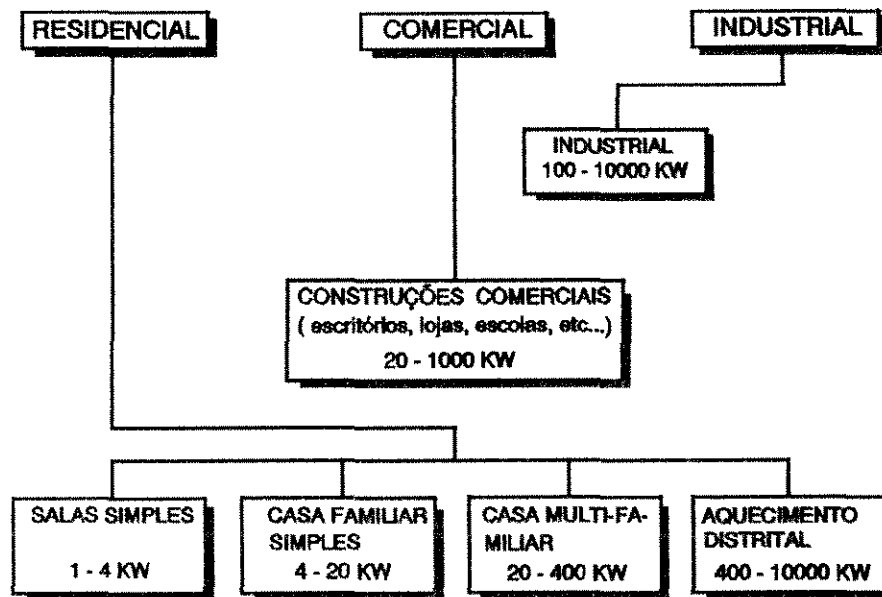 RESIDENCIAL
COMERCIAL
INDUSTRIAL
INDUSTRIAL
100 - 10000 KW
CONSTRUÇÕES COMERCIAIS
( escritórios, lojas, escolas, etc...)
20 - 1000 KW
SALAS SIMPLES
1 - 4 KW
CASA FAMILIAR
SIMPLES
4 - 20 KW
CASA MULTI-FA-
MILIAR
20 - 400 KW
AQUECIMENTO
DISTRITAL
400 - 10000 KW